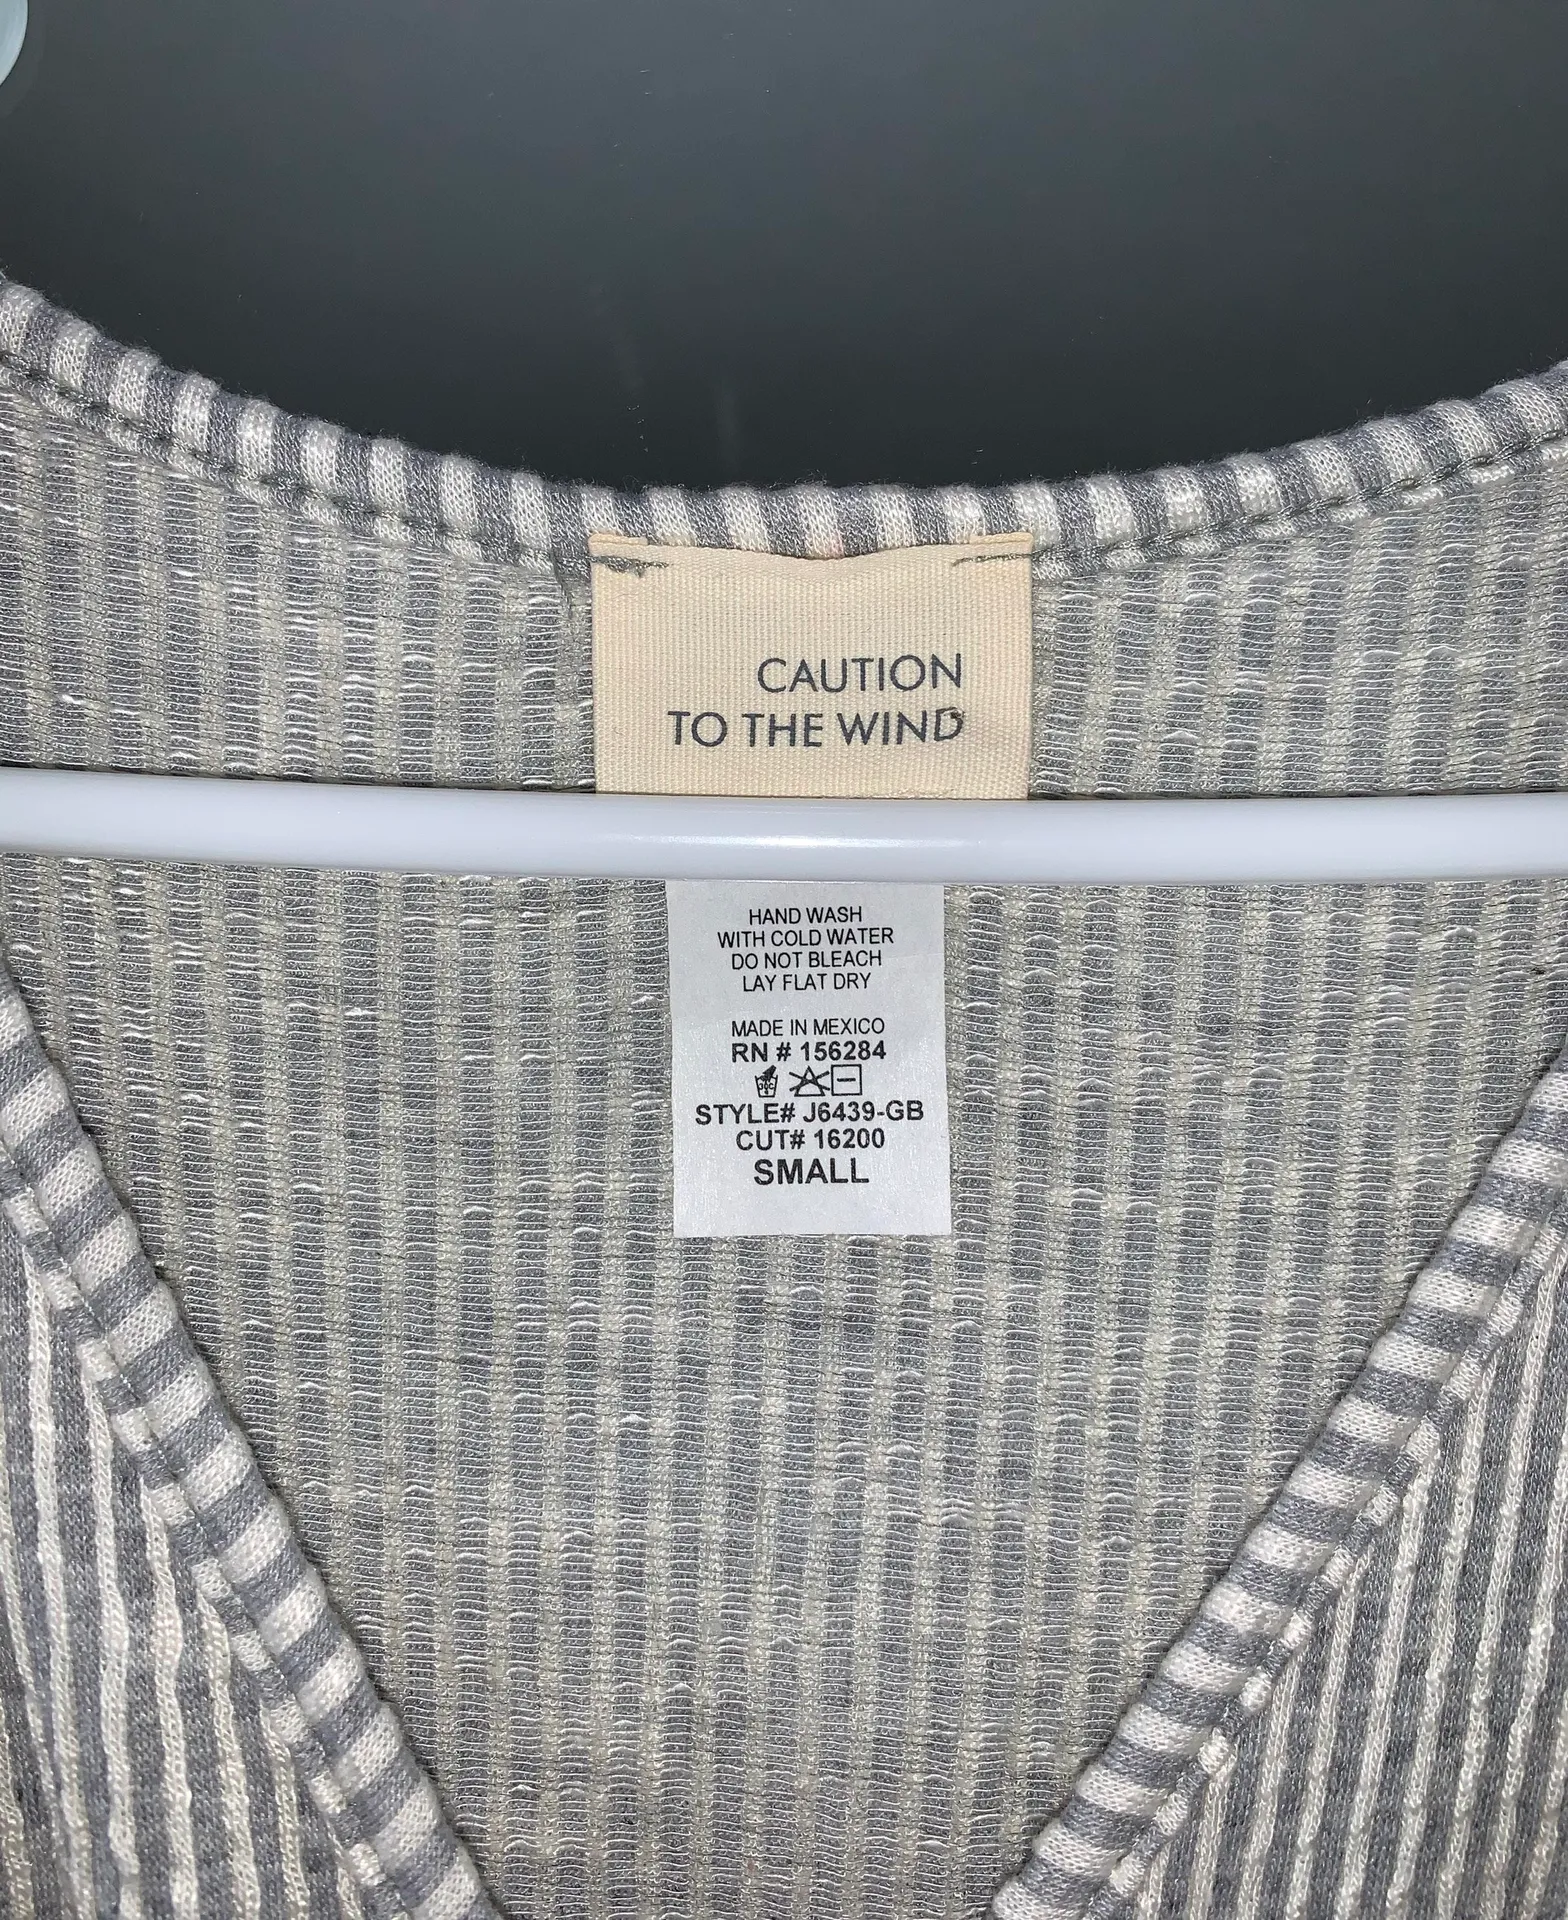 CAUTION
TO THE WIND
HAND WASH
WITH COLD WATER
DO NOT BLEACH
LAY FLAT DRY
MADE IN MEXICO
RN # 156284
STYLE# J6439-GB
CUT# 16200
SMALL